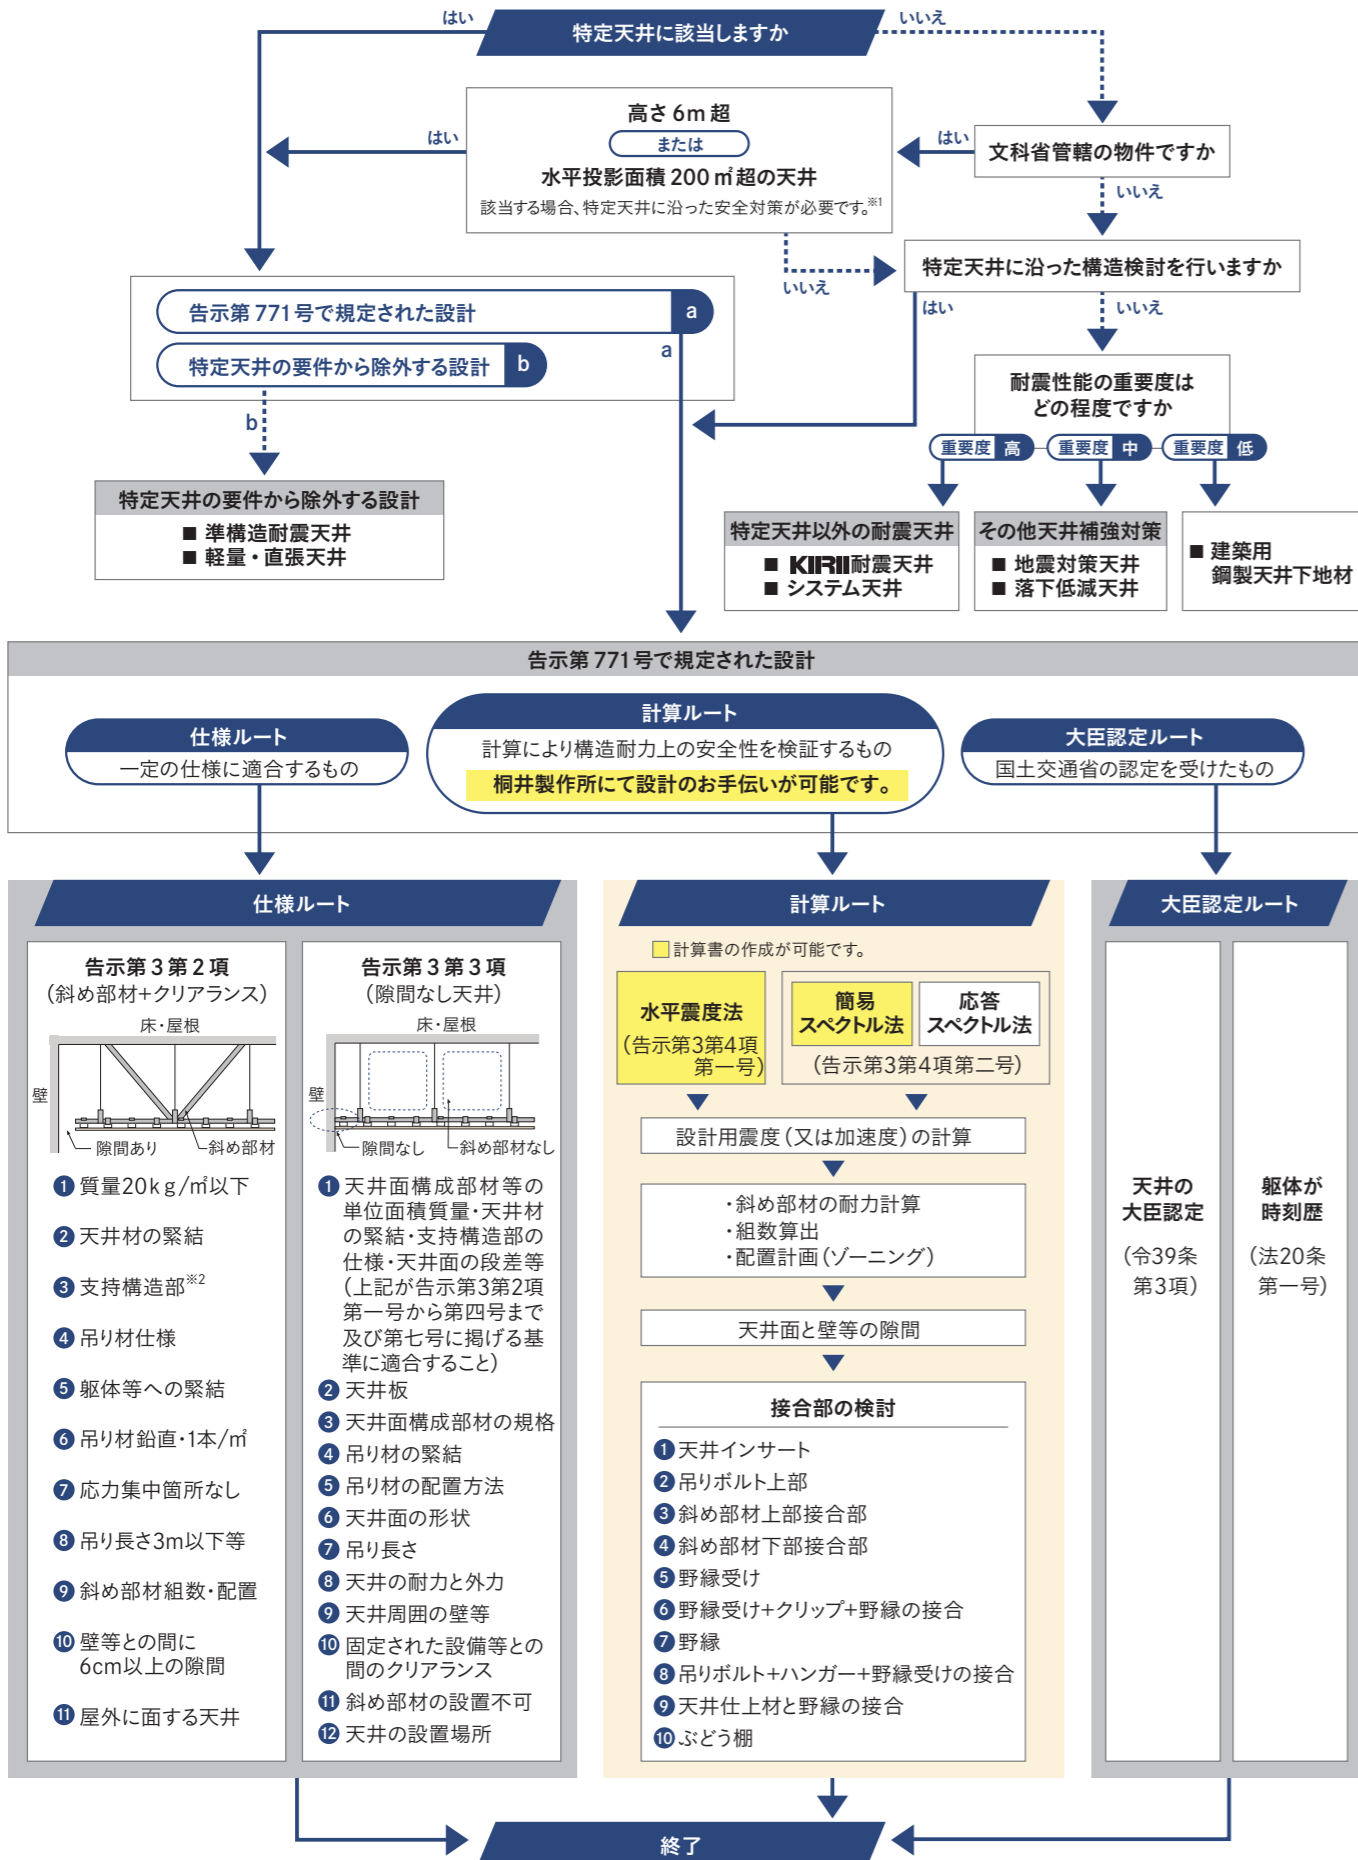 特定天井に該当しますか
はい
いいえ
高さ6m超
または
水平投影面積200㎡超の天井
該当する場合、特定天井に沿った安全対策が必要です。※1
はい
はい
文科省管轄の物件ですか
いいえ
いいえ
特定天井に沿った構造検討を行いますか
はい
いいえ
告示第771号で規定された設計 a
特定天井の要件から除外する設計 b
a
b
耐震性能の重要度は
どの程度ですか
重要度 高
重要度 中
重要度 低
特定天井の要件から除外する設計
■ 準構造耐震天井
■ 軽量・直張天井
特定天井以外の耐震天井
■ KIRII耐震天井
■ システム天井
その他天井補強対策
■ 地震対策天井
■ 落下低減天井
■ 建築用
鋼製天井下地材
告示第771号で規定された設計
仕様ルート
一定の仕様に適合するもの
計算ルート
計算により構造耐力上の安全性を検証するもの
桐井製作所にて設計のお手伝いが可能です。
大臣認定ルート
国土交通省の認定を受けたもの
仕様ルート
告示第3第2項
(斜め部材+クリアランス)
床・屋根
壁
隙間あり
斜め部材
❶質量20kg/㎡以下
❷天井材の緊結
❸支持構造部※2
❹吊り材仕様
❺躯体等への緊結
❻吊り材鉛直・1本/㎡
❼応力集中箇所なし
❽吊り長さ3m以下等
❾斜め部材組数・配置
❿壁等との間に
6cm以上の隙間
⓫屋外に面する天井
告示第3第3項
(隙間なし天井)
床・屋根
壁
隙間なし
斜め部材なし
❶天井面構成部材等の
単位面積質量・天井材
の緊結・支持構造部の
仕様・天井面の段差等
(上記が告示第3第2項
第一号から第四号まで
及び第七号に掲げる基
準に適合すること)
❷天井板
❸天井面構成部材の規格
❹吊り材の緊結
❺吊り材の配置方法
❻天井面の形状
❼吊り長さ
❽天井の耐力と外力
❾天井周囲の壁等
❿固定された設備等との
間のクリアランス
⓫斜め部材の設置不可
⓬天井の設置場所
計算ルート
計算書の作成が可能です。
水平震度法
(告示第3第4項
第一号)
簡易
スペクトル法
応答
スペクトル法
(告示第3第4項第二号)
設計用震度(又は加速度)の計算
・斜め部材の耐力計算
・組数算出
・配置計画(ゾーニング)
天井面と壁等の隙間
接合部の検討
❶天井インサート
❷吊りボルト上部
❸斜め部材上部接合部
❹斜め部材下部接合部
❺野縁受け
❻野縁受け+クリップ+野縁の接合
❼野縁
❽吊りボルト+ハンガー+野縁受けの接合
❾天井仕上材と野縁の接合
❿ぶどう棚
大臣認定ルート
天井の
大臣認定
(令39条
第3項)
躯体が
時刻歴
(法20条
第一号)
終了